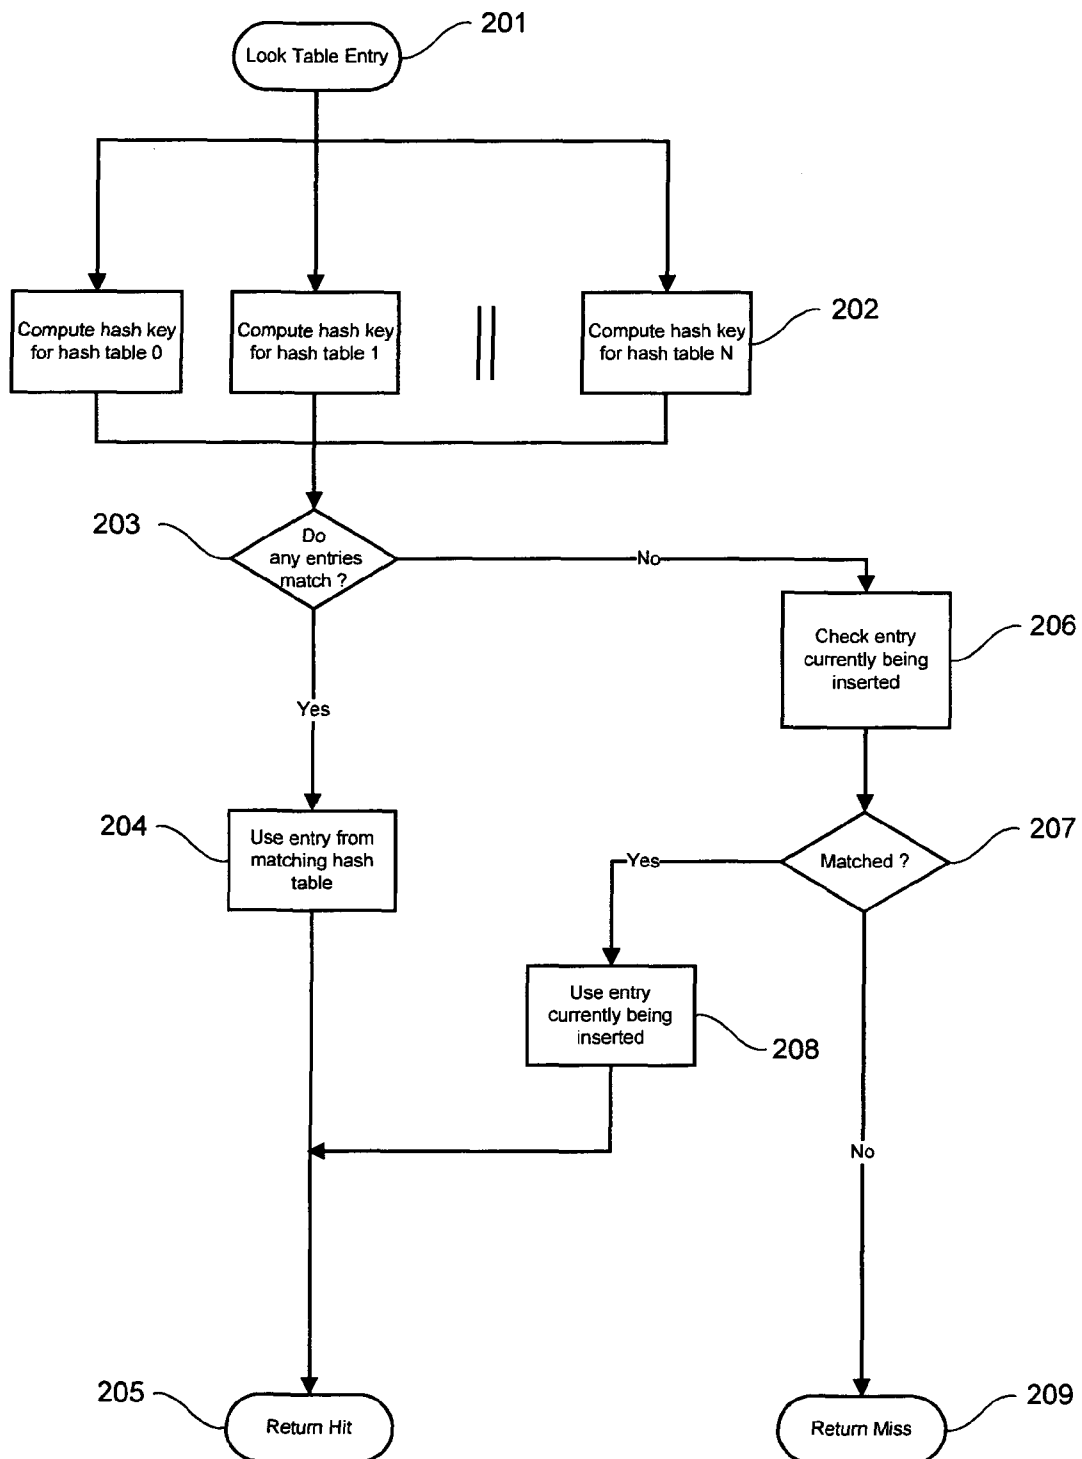 201
Look Table Entry
Compute hash key
for hash table 0
Compute hash key
for hash table 1
Compute hash key
for hash table N
202
203
Do
any entries
match ?
No
Check entry
currently being
inserted
206
Yes
204
Use entry from
matching hash
table
Yes
Matched ?
207
Use entry
currently being
inserted
208
No
205
Return Hit
Return Miss
209